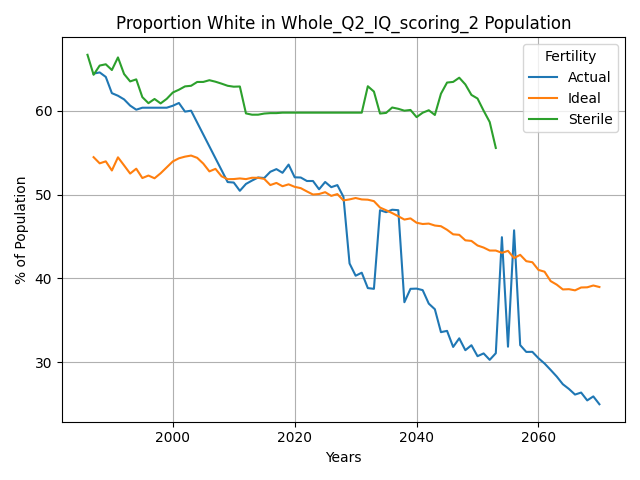 Proportion White in Whole_Q2_IQ_scoring_2 Population
% of Population
60
50
40
30
Fertility
Actual
Ideal
Sterile
2000
2020
2040
2060
Years